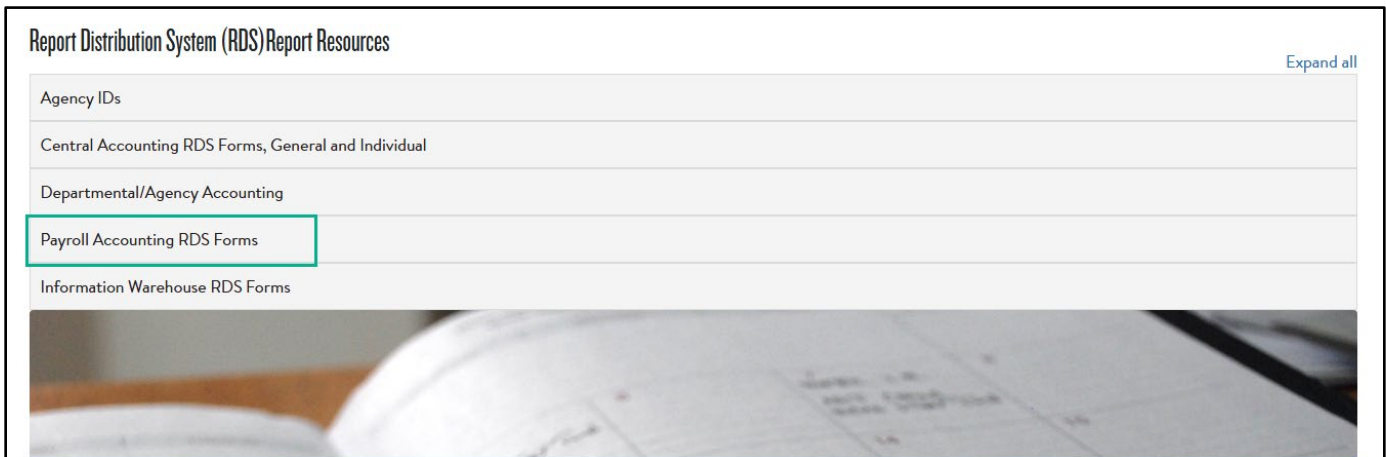 Report Distribution System (RDS)Report Resources
Expand all
Agency IDs
Central Accounting RDS Forms, General and Individual
Departmental/Agency Accounting
Payroll Accounting RDS Forms
Information Warehouse RDS Forms